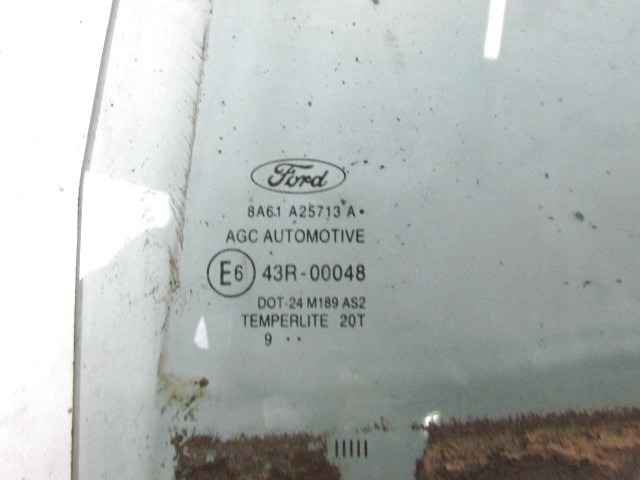 Ford
8A61 A25713 A•
AGC AUTOMOTIVE
E6 43R-00048
DOT-24 M189 AS2
TEMPERLITE 20T
9 ••